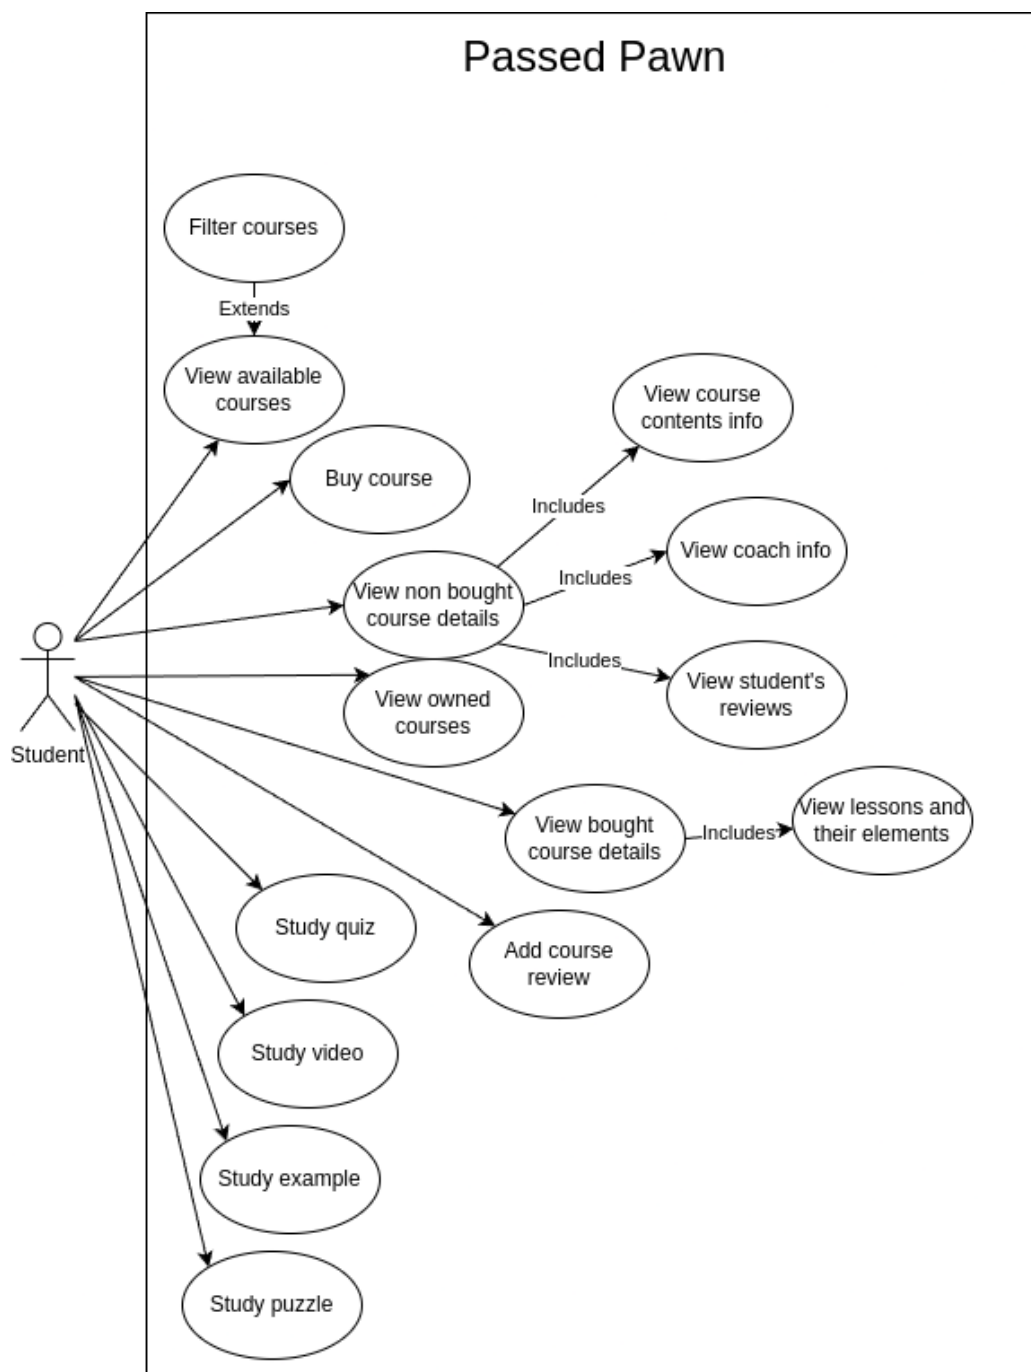 Passed Pawn
Filter courses
Extends
View available
courses
Buy course
View course
contents info
Includes
View coach info
Includes
View non bought
course details
Includes
View student's
reviews
View owned
courses
Student
View bought
course details
Includes
View lessons and
their elements
Study quiz
Add course
review
Study video
Study example
Study puzzle